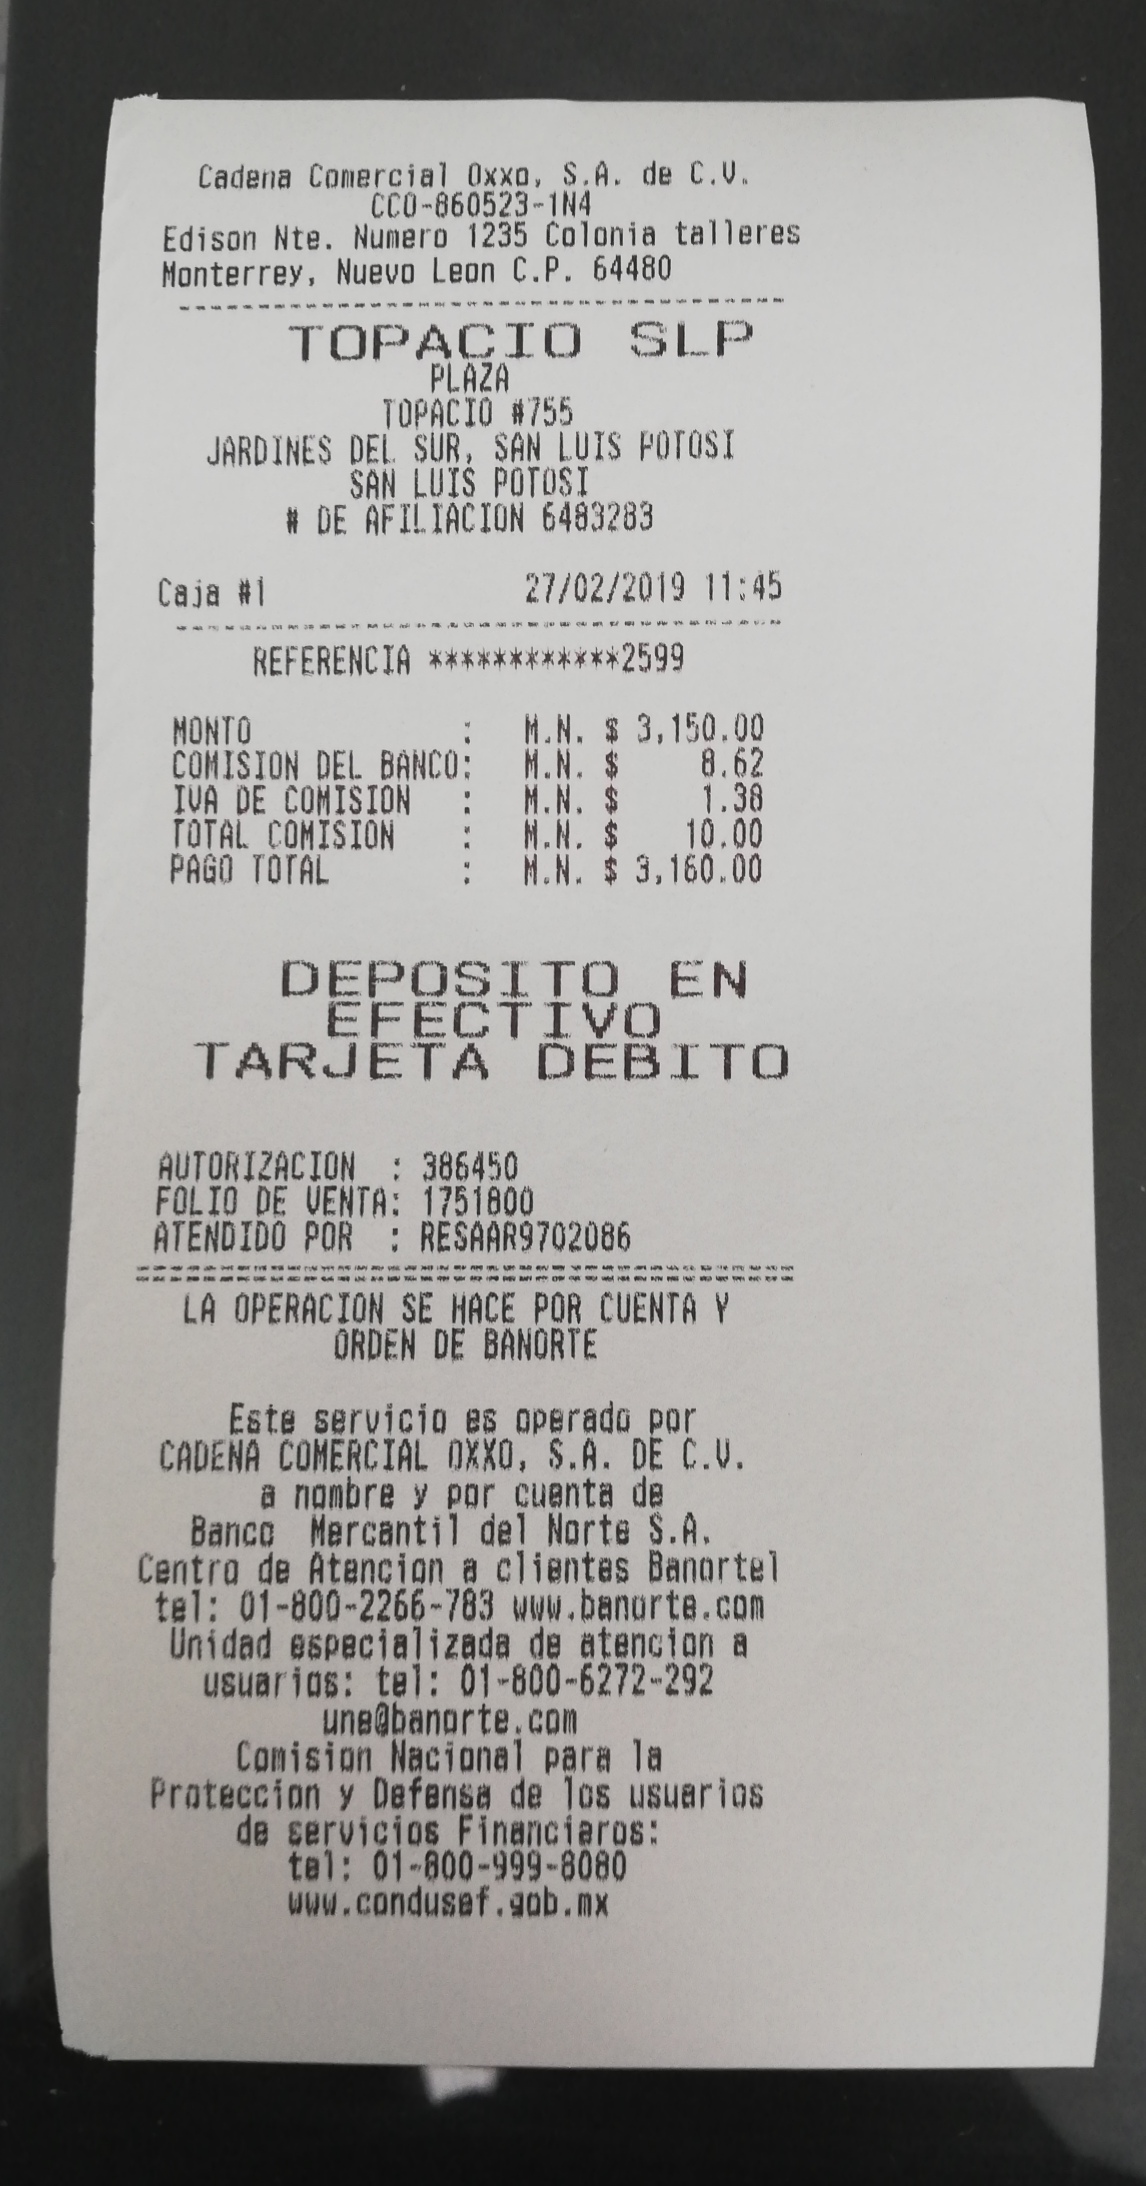 Cadena Comercial Oxxo, S.A. de C.V.
CCO-860523-1N4
Edison Nte. Numero 1235 Colonia talleres
Monterrey, Nuevo Leon C.P. 64480
----------------------------------------
TOPACIO SLP
PLAZA
TOPACIO #755
JARDINES DEL SUR, SAN LUIS POTOSI
SAN LUIS POTOSI
# DE AFILIACION 6483283
Caja #1 27/02/2019 11:45
----------------------------------------
REFERENCIA ************2599
MONTO : M.N. $ 3,150.00
COMISION DEL BANCO: M.N. $ 8.62
IVA DE COMISION : M.N. $ 1.38
TOTAL COMISION : M.N. $ 10.00
PAGO TOTAL : M.N. $ 3,160.00
DEPOSITO EN
EFECTIVO
TARJETA DEBITO
AUTORIZACION : 386450
FOLIO DE VENTA: 1751800
ATENDIDO POR : RESAAR9702086
========================================
LA OPERACION SE HACE POR CUENTA Y
ORDEN DE BANORTE
Este servicio es operado por
CADENA COMERCIAL OXXO, S.A. DE C.V.
a nombre y por cuenta de
Banco Mercantil del Norte S.A.
Centro de Atencion a clientes Banortel
tel: 01-800-2266-783 www.banorte.com
Unidad especializada de atencion a
usuarios: tel: 01-800-6272-292
une@banorte.com
Comision Nacional para la
Proteccion y Defensa de los usuarios
de servicios Financieros:
tel: 01-800-999-8080
www.condusef.gob.mx